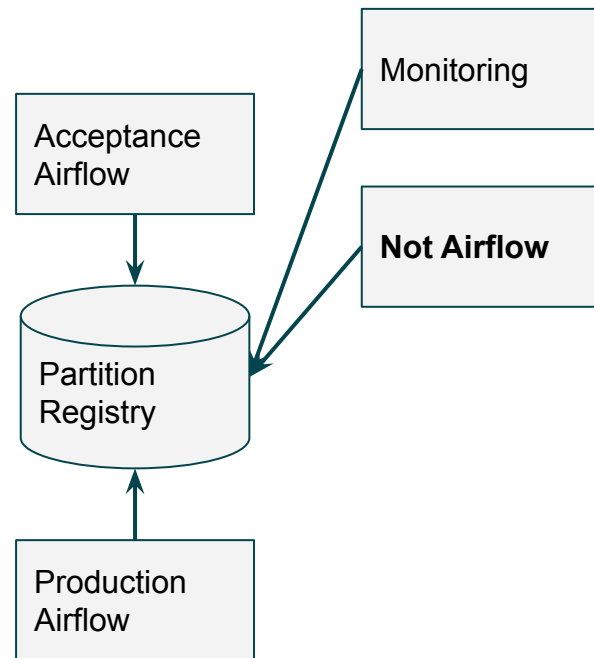 Monitoring
Acceptance
Airflow
Not Airflow
Partition
Registry
Production
Airflow